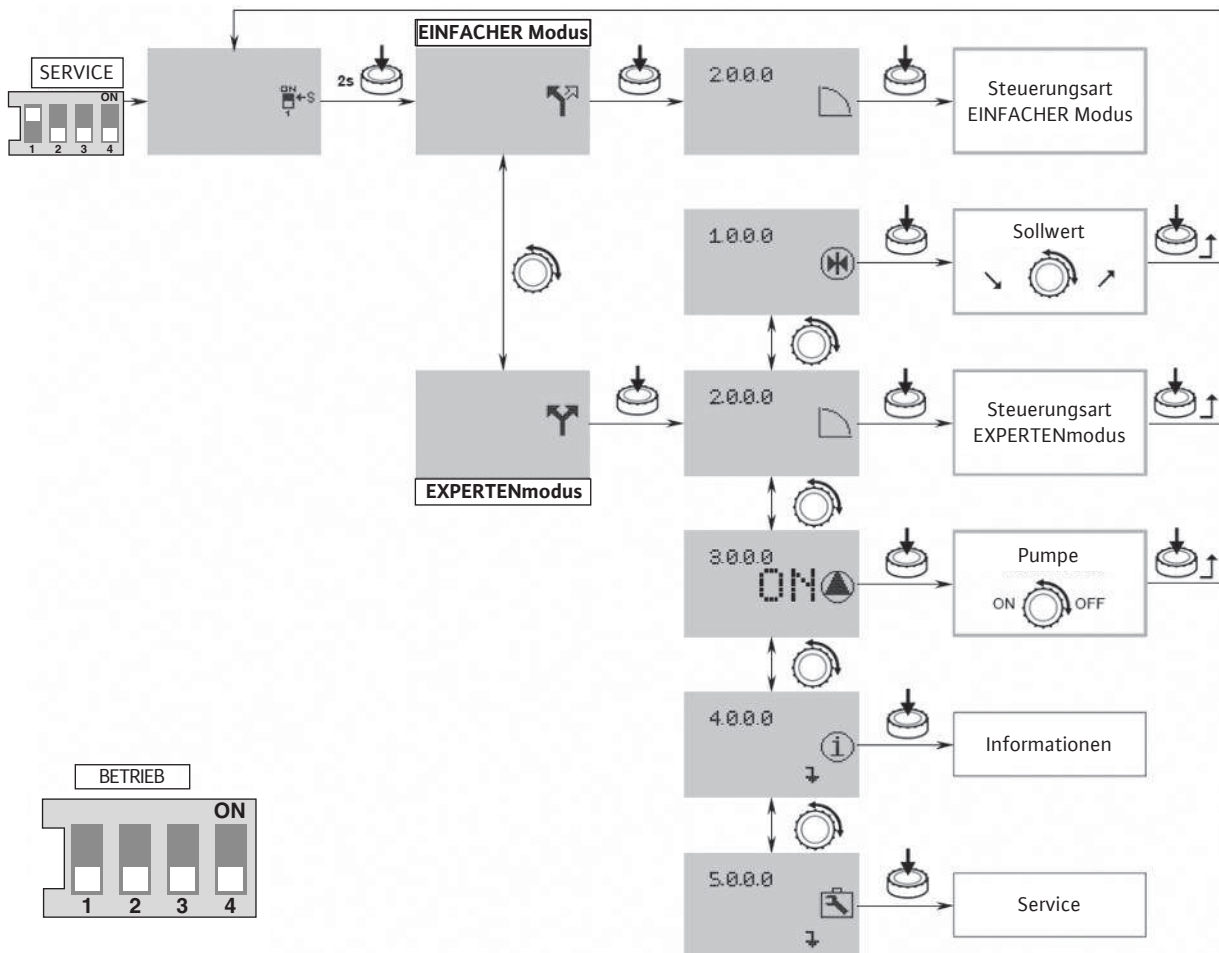 EINFACHER Modus
SERVICE
ON
1 2 3 4
ON
←S
1
2s
2.0.0.0
Steuerungsart
EINFACHER Modus
1.0.0.0
Sollwert
EXPERTENmodus
2.0.0.0
Steuerungsart
EXPERTENmodus
3.0.0.0
ON
Pumpe
ON OFF
4.0.0.0
i
Informationen
BETRIEB
ON
1 2 3 4
5.0.0.0
Service